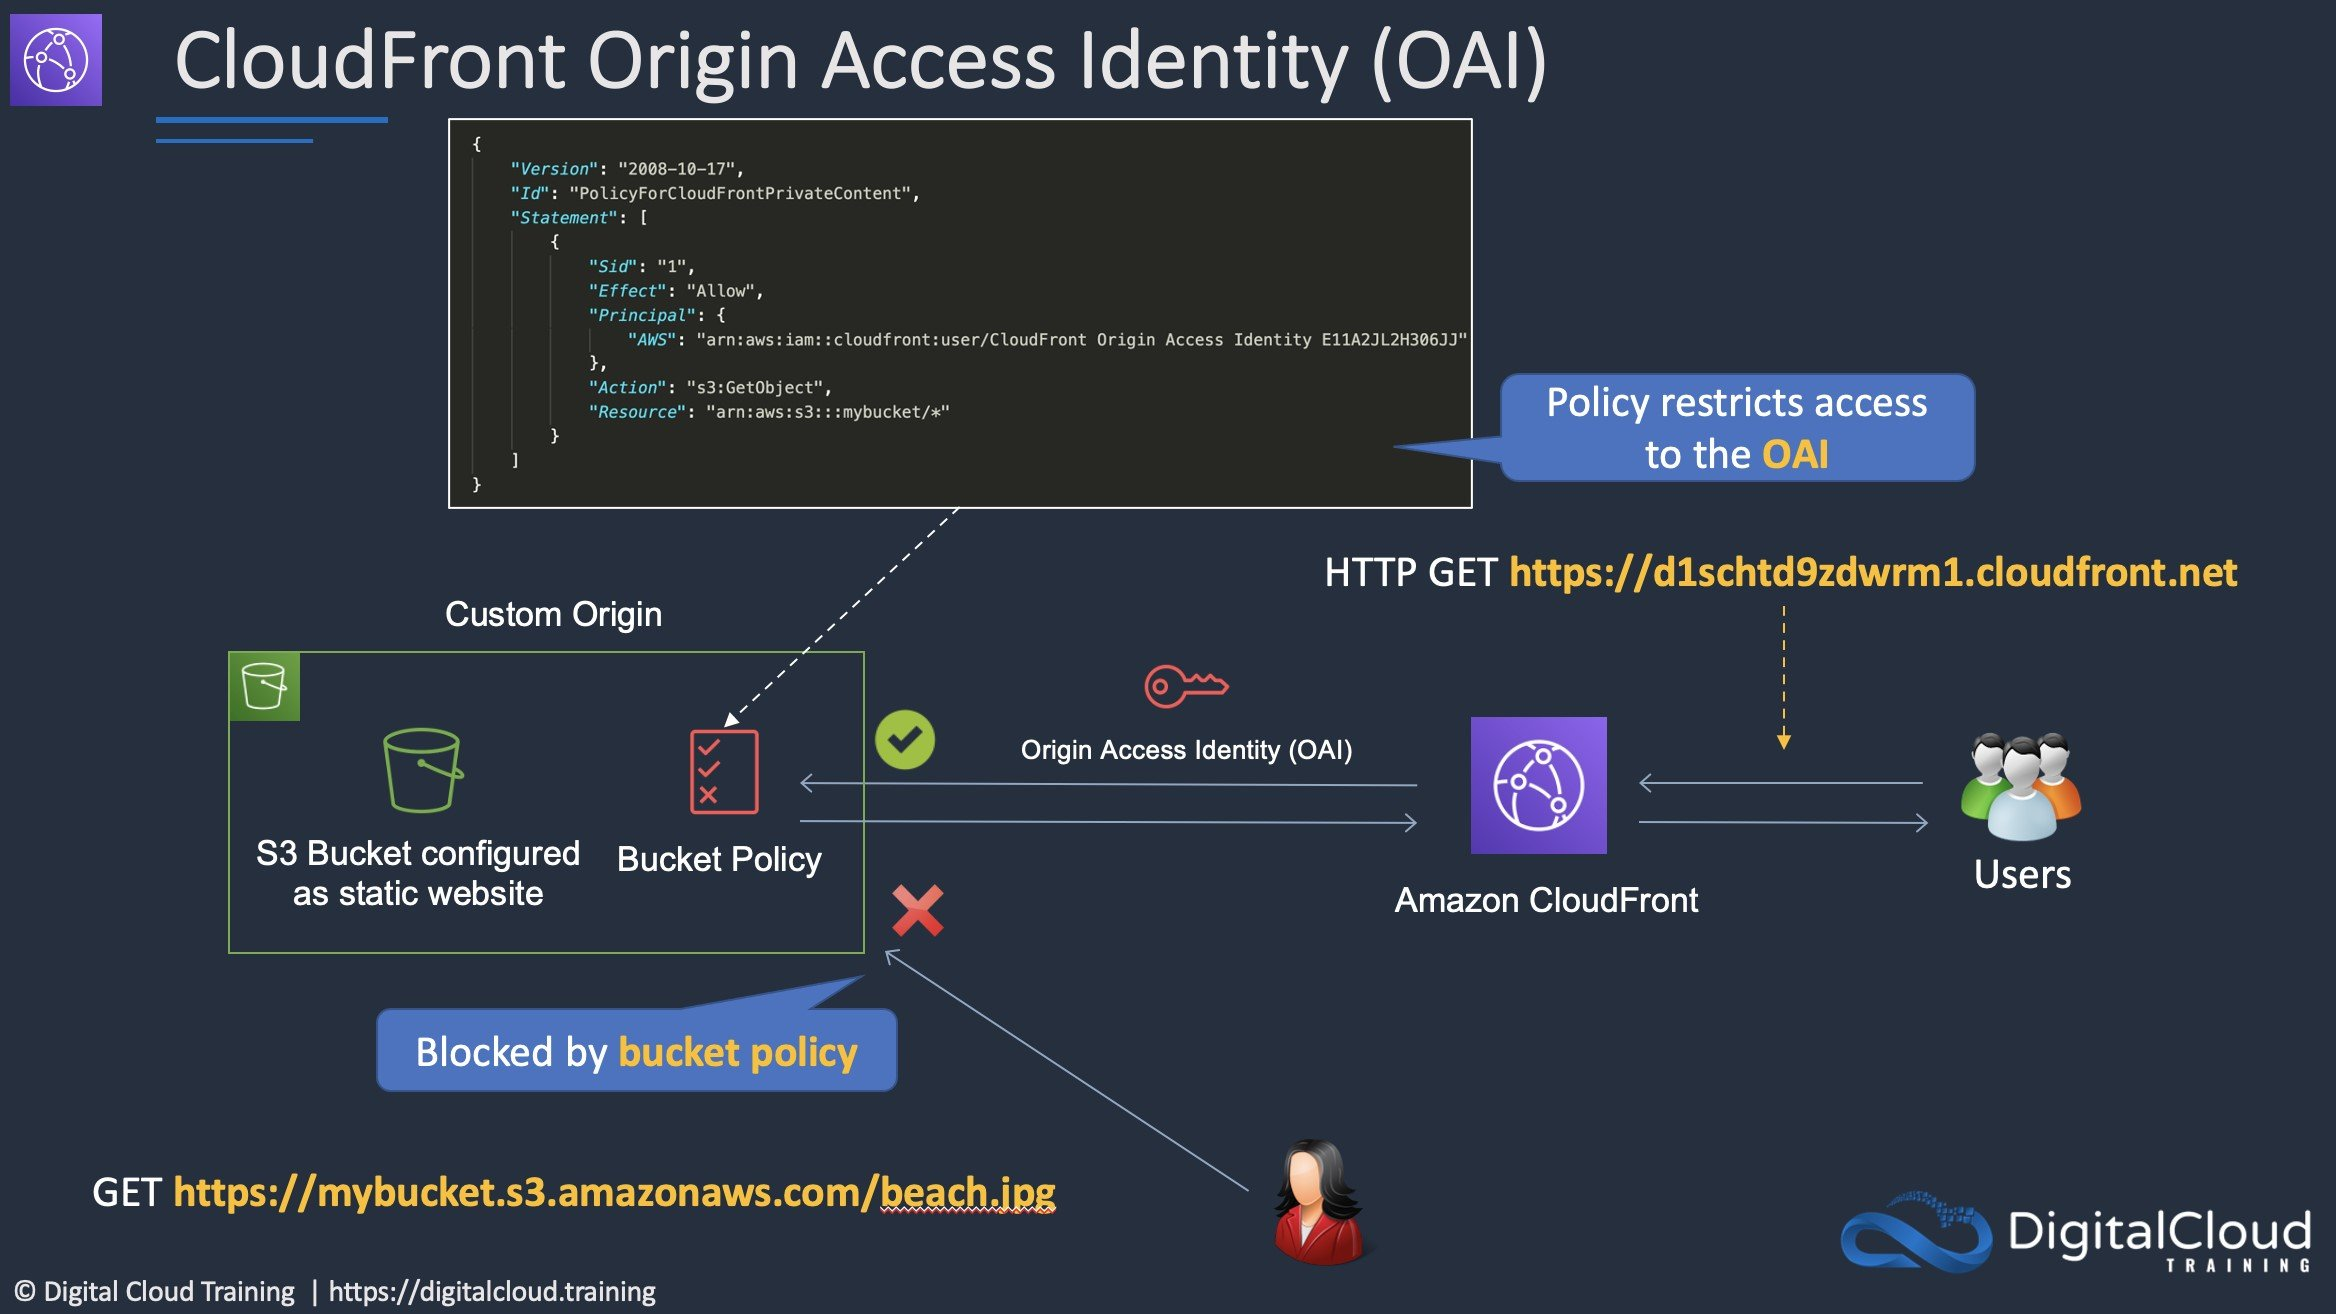 CloudFront Origin Access Identity (OAI)
{
"Version": "2008-10-17",
"Id": "PolicyForCloudFrontPrivateContent",
"Statement": [
{
"Sid": "1",
"Effect": "Allow",
"Principal": {
"AWS": "arn:aws:iam::cloudfront:user/CloudFront Origin Access Identity E11A2JL2H306JJ"
},
"Action": "s3:GetObject",
"Resource": "arn:aws:s3:::mybucket/*"
}
]
}
Policy restricts access
to the OAI
HTTP GET https://d1schtd9zdwrm1.cloudfront.net
Custom Origin
Origin Access Identity (OAI)
S3 Bucket configured
as static website
Bucket Policy
Amazon CloudFront
Users
Blocked by bucket policy
GET https://mybucket.s3.amazonaws.com/beach.jpg
DigitalCloud
TRAINING
© Digital Cloud Training | https://digitalcloud.training